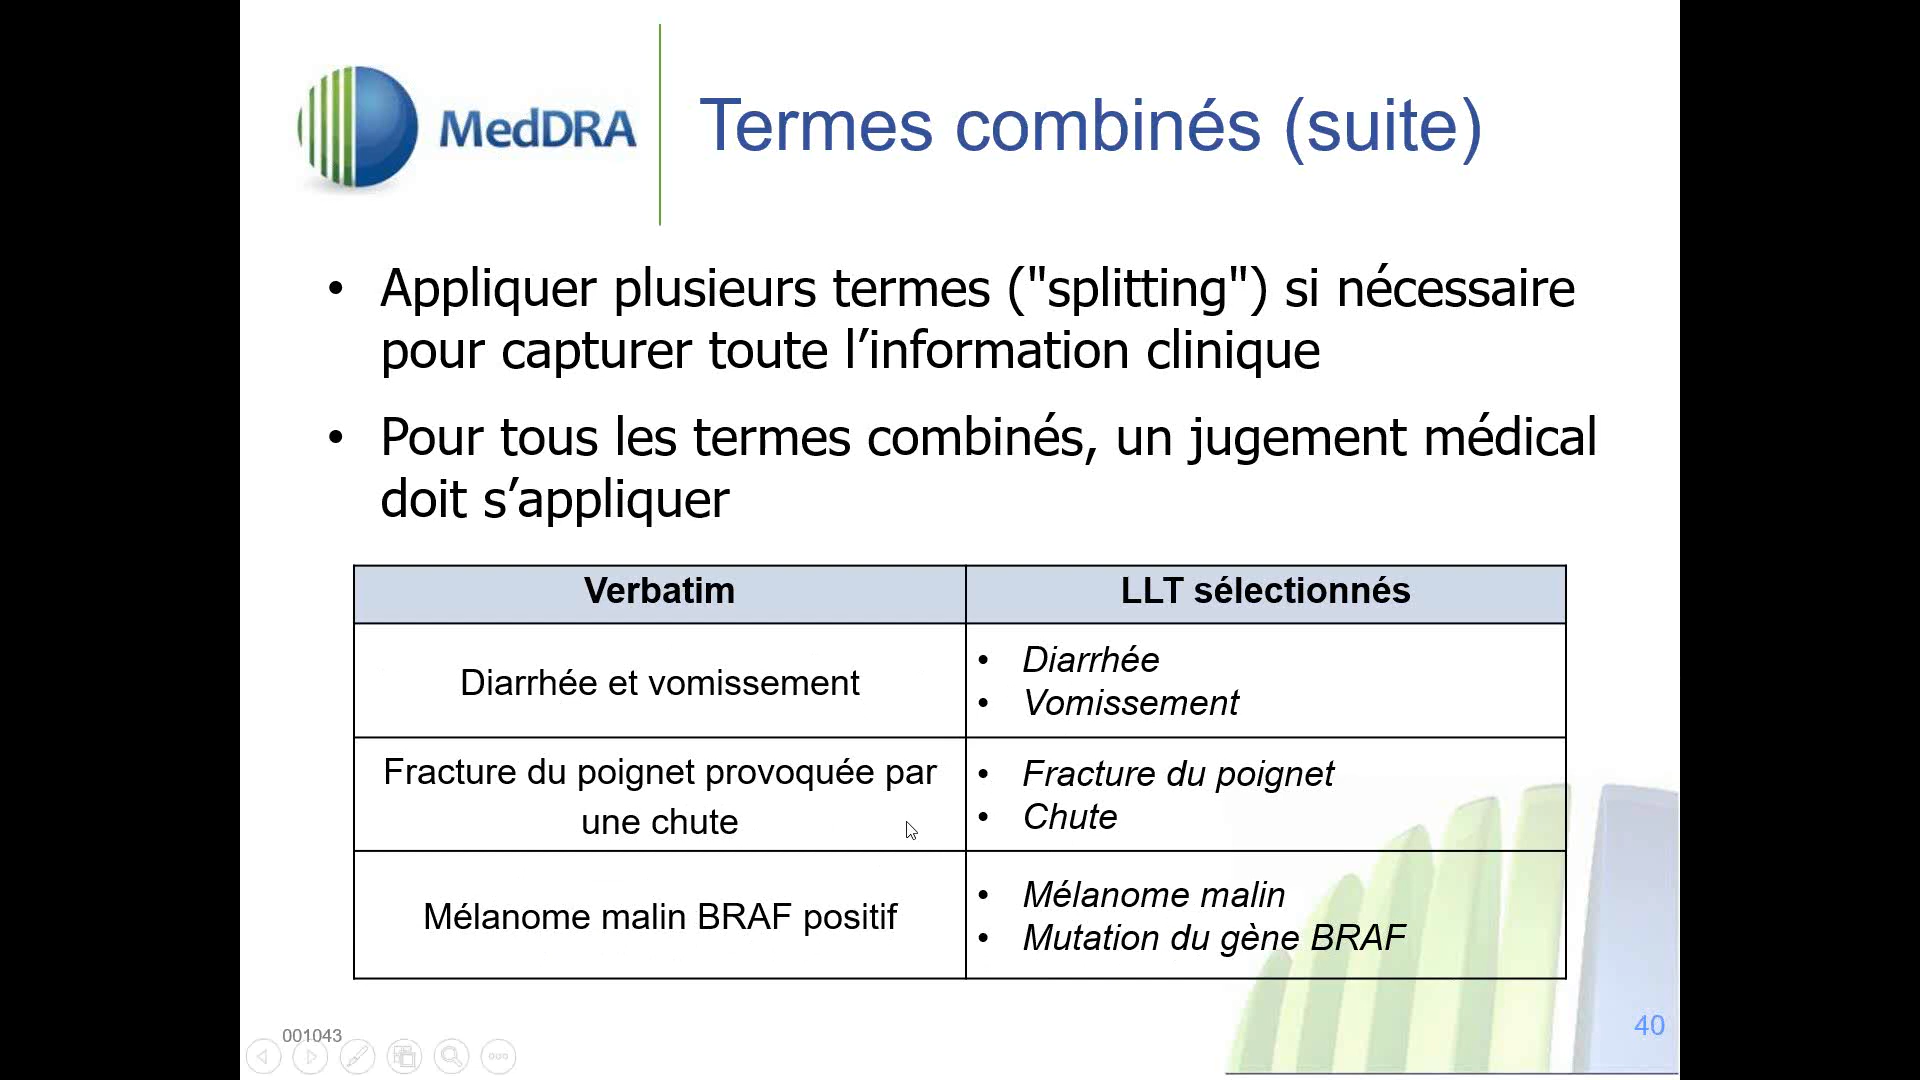 MedDRA
Termes combinés (suite)
• Appliquer plusieurs termes ("splitting") si nécessaire
pour capturer toute l’information clinique
• Pour tous les termes combinés, un jugement médical
doit s’appliquer
Verbatim
LLT sélectionnés
Diarrhée et vomissement
• Diarrhée
• Vomissement
Fracture du poignet provoquée par
une chute
• Fracture du poignet
• Chute
Mélanome malin BRAF positif
• Mélanome malin
• Mutation du gène BRAF
001043
40